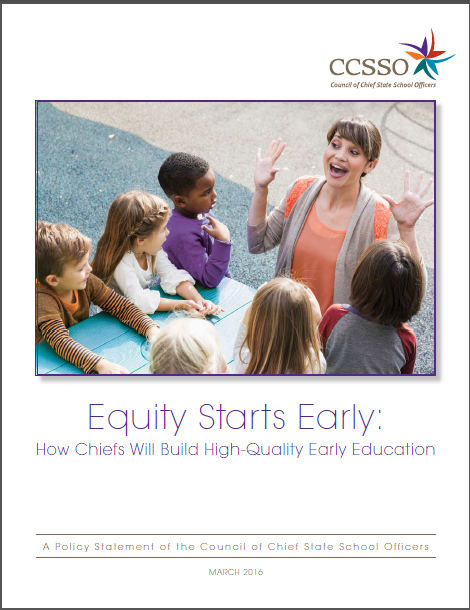 CCSSO
Council of Chief State School Officers
Equity Starts Early:
How Chiefs Will Build High-Quality Early Education
A Policy Statement of the Council of Chief State School Officers
MARCH 2016